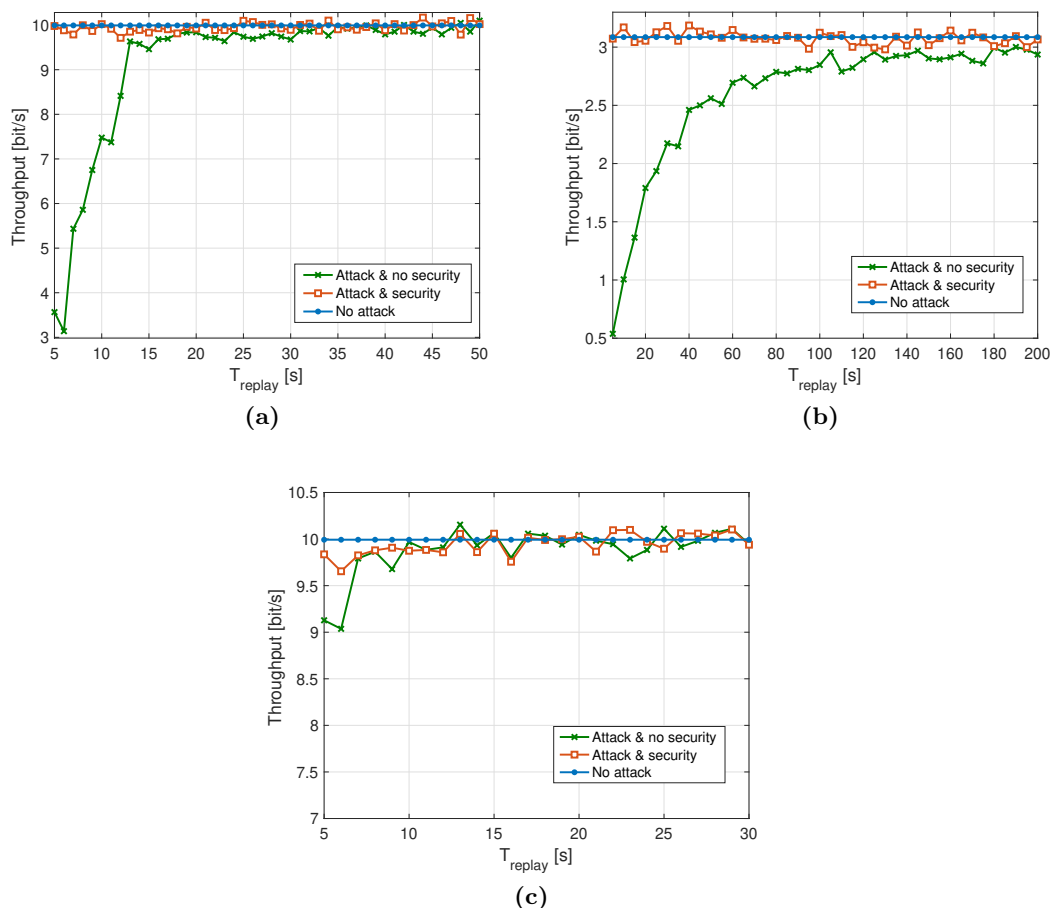 10
9
8
7
6
5
4
3
Throughput [bit/s]
5 10 15 20 25 30 35 40 45 50
T_replay [s]
Attack & no security
Attack & security
No attack
(a)
3
2.5
2
1.5
1
0.5
Throughput [bit/s]
20 40 60 80 100 120 140 160 180 200
T_replay [s]
Attack & no security
Attack & security
No attack
(b)
10.5
10
9.5
9
8.5
8
7.5
7
Throughput [bit/s]
5 10 15 20 25 30
T_replay [s]
Attack & no security
Attack & security
No attack
(c)